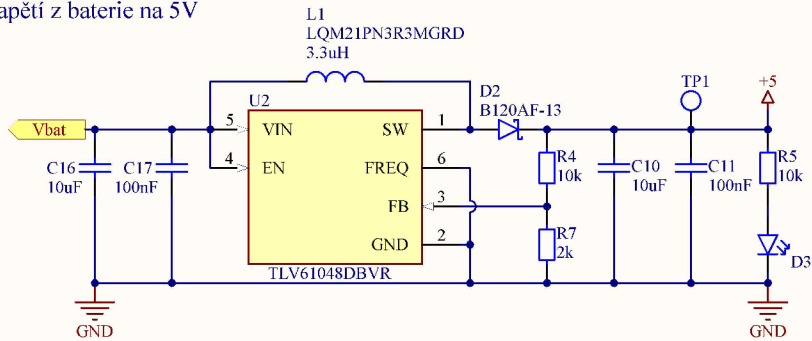 apětí z baterie na 5V
L1
LQM21PN3R3MGRD
3.3uH
U2
D2
B120AF-13
TP1
+5
Vbat
5 VIN SW 1
4 EN FREQ 6
FB 3
GND 2
TLV61048DBVR
C16
10uF
C17
100nF
R4
10k
R7
2k
C10
10uF
C11
100nF
R5
10k
D3
GND
GND